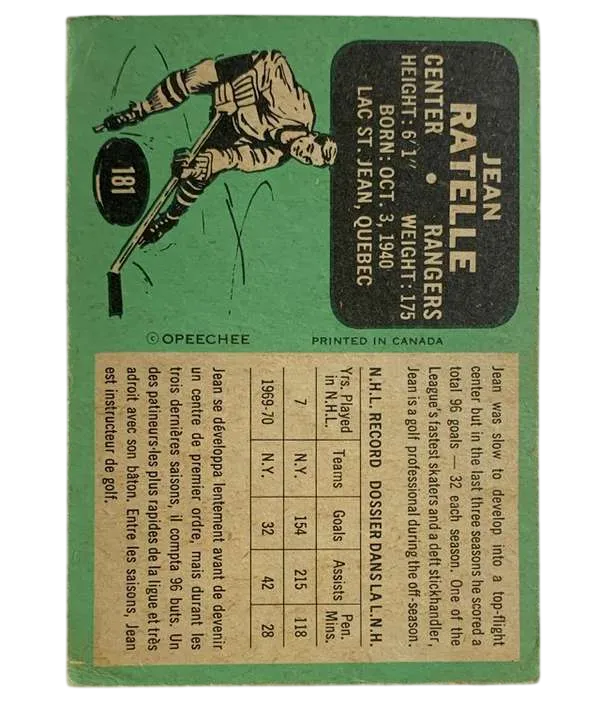 JEAN
RATELLE
CENTER • RANGERS
HEIGHT: 6'1" WEIGHT: 175
BORN: OCT. 3, 1940
LAC ST. JEAN, QUEBEC
181
© OPEECHEE
PRINTED IN CANADA
Jean was slow to develop into a top-flight
center but in the last three seasons he scored a
total 96 goals — 32 each season. One of the
League's fastest skaters and a deft stickhandler,
Jean is a golf professional during the off-season.
N.H.L. RECORD DOSSIER DANS LA L.N.H.
Yrs. Played in N.H.L. Teams Goals Assists Pen. Mins.
7 N.Y. 154 215 118
1969-70 N.Y. 32 42 28
Jean se développa lentement avant de devenir
un centre de premier ordre, mais durant les
trois dernières saisons, il compta 96 buts. Un
des patineurs-les plus rapides de la ligue et très
adroit avec son bâton. Entre les saisons, Jean
est instructeur de golf.